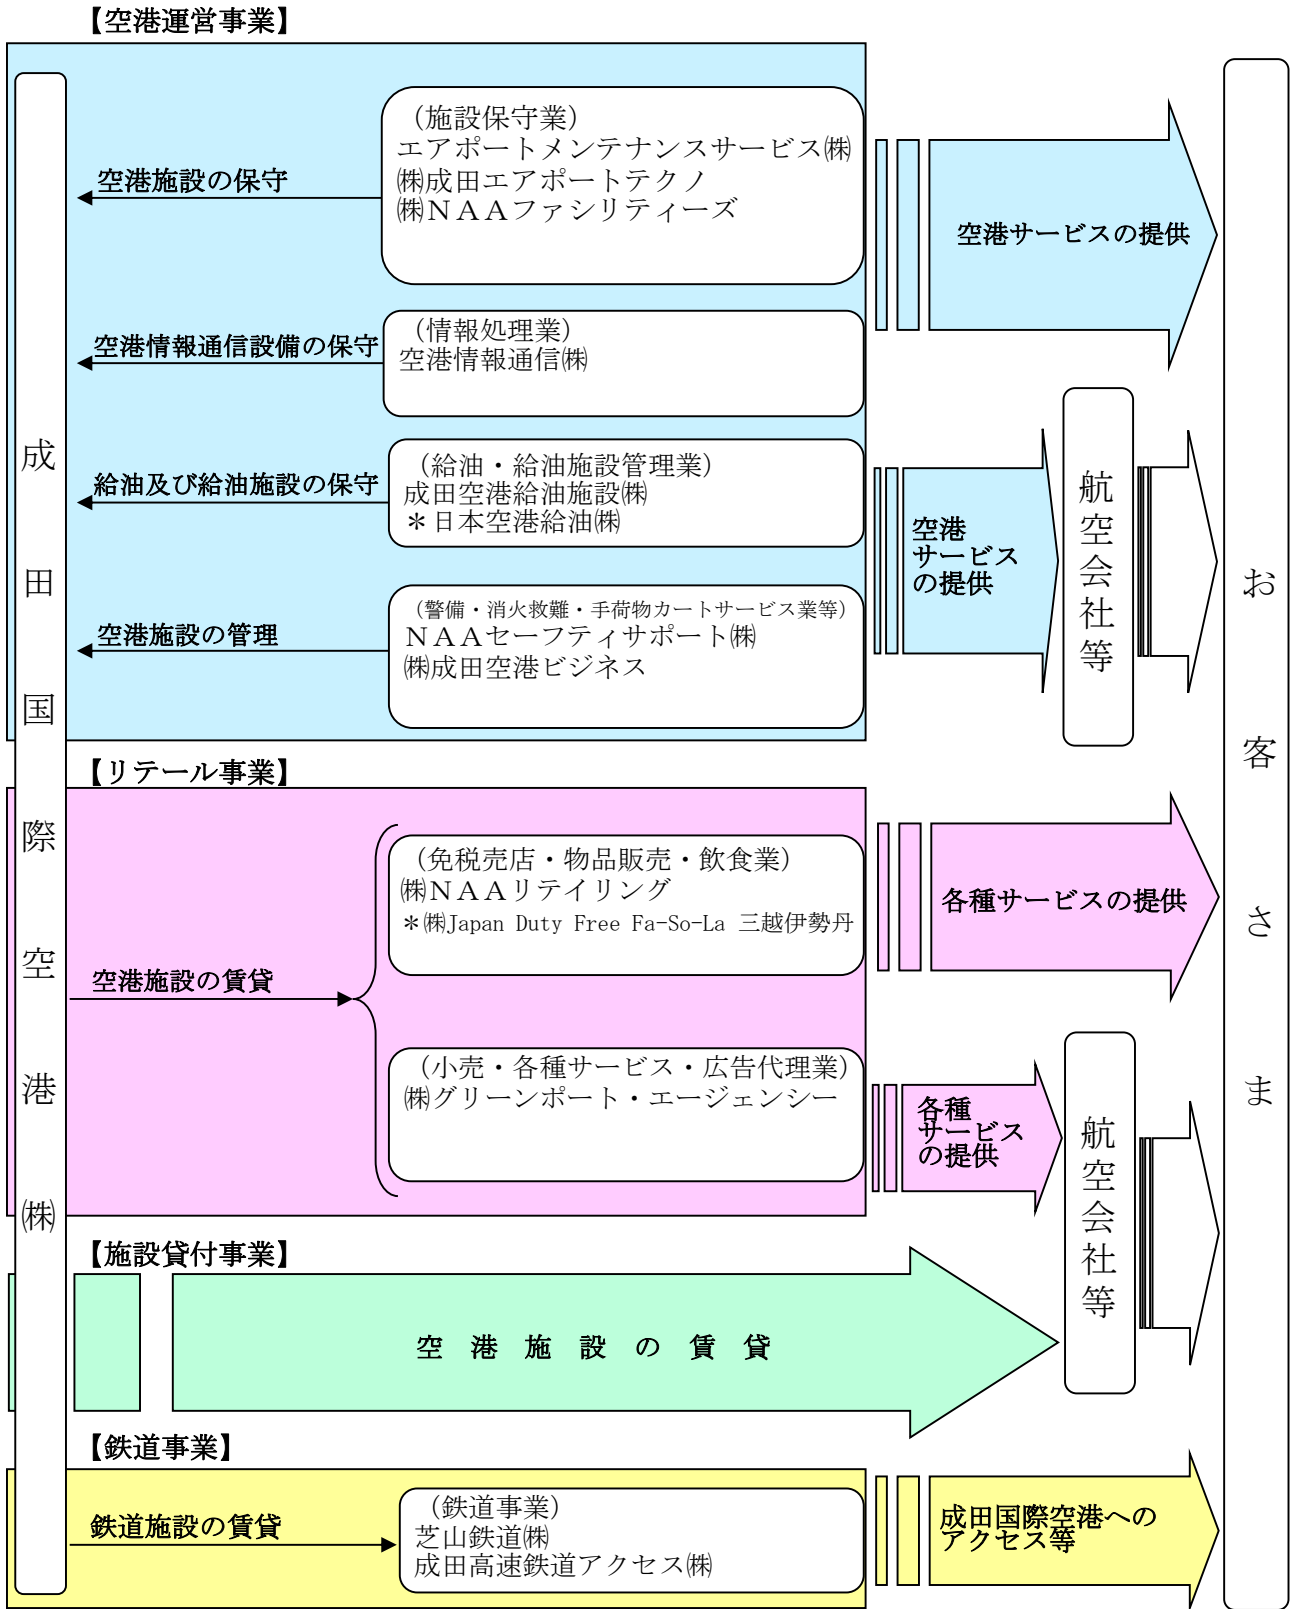 【空港運営事業】
成田国際空港㈱
空港施設の保守
（施設保守業）
エアポートメンテナンスサービス㈱
㈱成田エアポートテクノ
㈱ＮＡＡファシリティーズ
空港サービスの提供
空港情報通信設備の保守
（情報処理業）
空港情報通信㈱
給油及び給油施設の保守
（給油・給油施設管理業）
成田空港給油施設㈱
＊日本空港給油㈱
空港施設の管理
（警備・消火救難・手荷物カートサービス業等）
ＮＡＡセーフティサポート㈱
㈱成田空港ビジネス
空港
サービス
の提供
航空会社等
お客さま
【リテール事業】
空港施設の賃貸
（免税売店・物品販売・飲食業）
㈱ＮＡＡリテイリング
＊㈱Japan Duty Free Fa-So-La 三越伊勢丹
各種サービスの提供
（小売・各種サービス・広告代理業）
㈱グリーンポート・エージェンシー
各種
サービス
の提供
航空会社等
【施設貸付事業】
空港施設の賃貸
【鉄道事業】
鉄道施設の賃貸
（鉄道事業）
芝山鉄道㈱
成田高速鉄道アクセス㈱
成田国際空港への
アクセス等